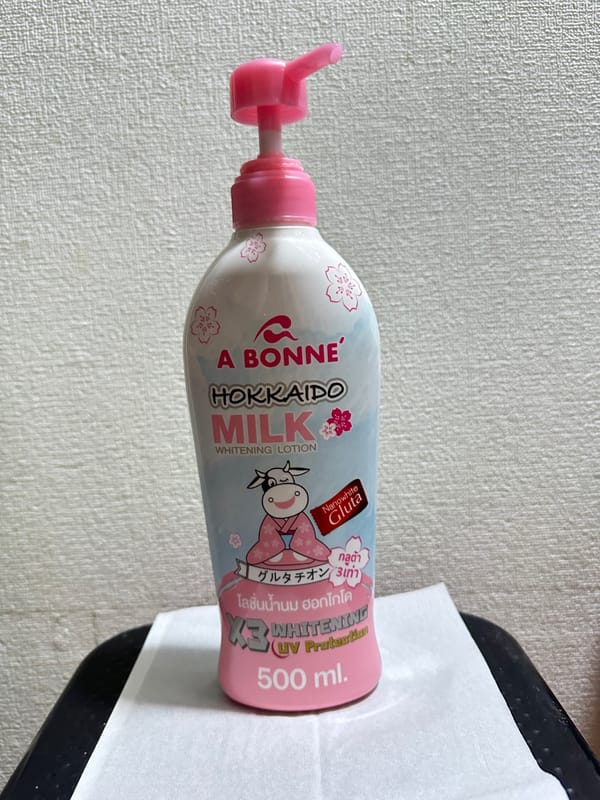 A BONNE'
HOKKAIDO
MILK
WHITENING LOTION
Nanowhite
Gluta
กลูต้า
3เท่า
グルタチオン
โลชั่นน้ำนม ฮอกไกโด
X3 WHITENING
UV Protection
500 ml.